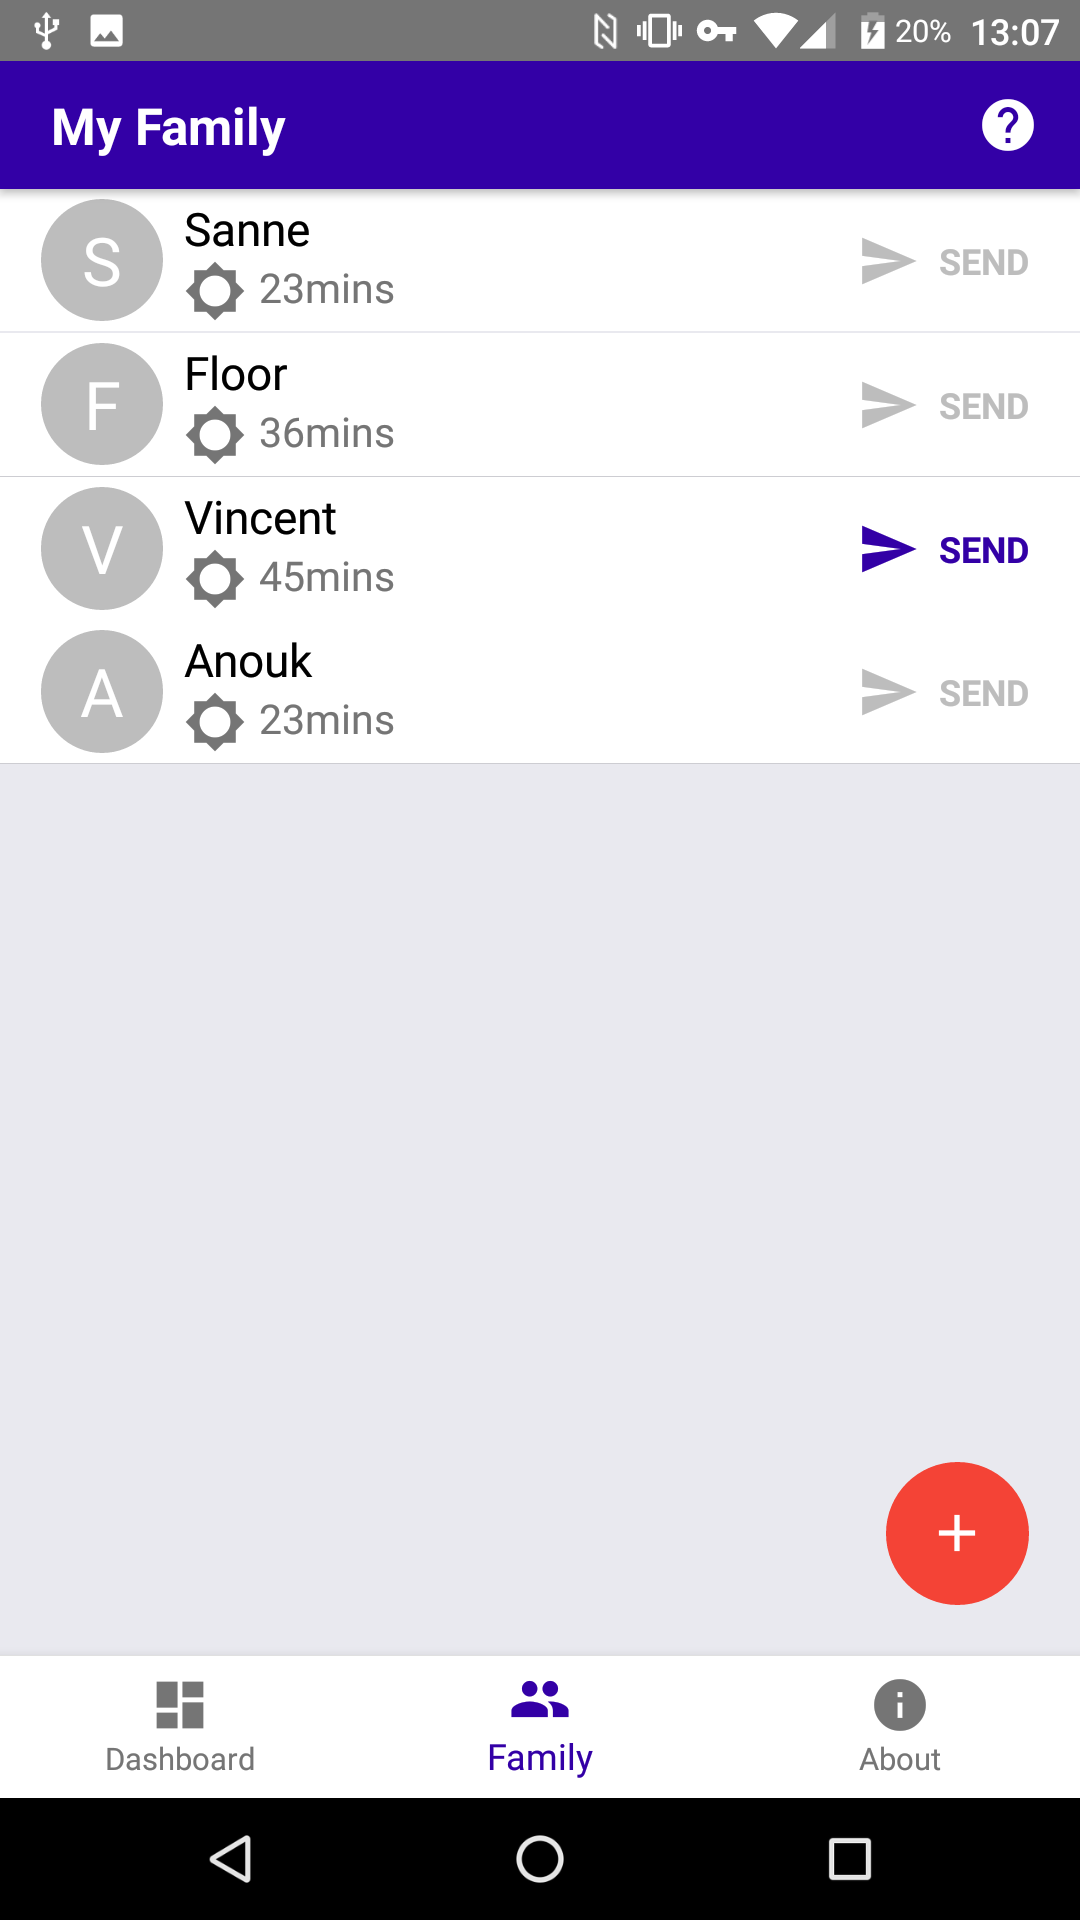 20% 13:07
My Family
S Sanne
23mins
SEND
F Floor
36mins
SEND
V Vincent
45mins
SEND
A Anouk
23mins
SEND
Dashboard Family About